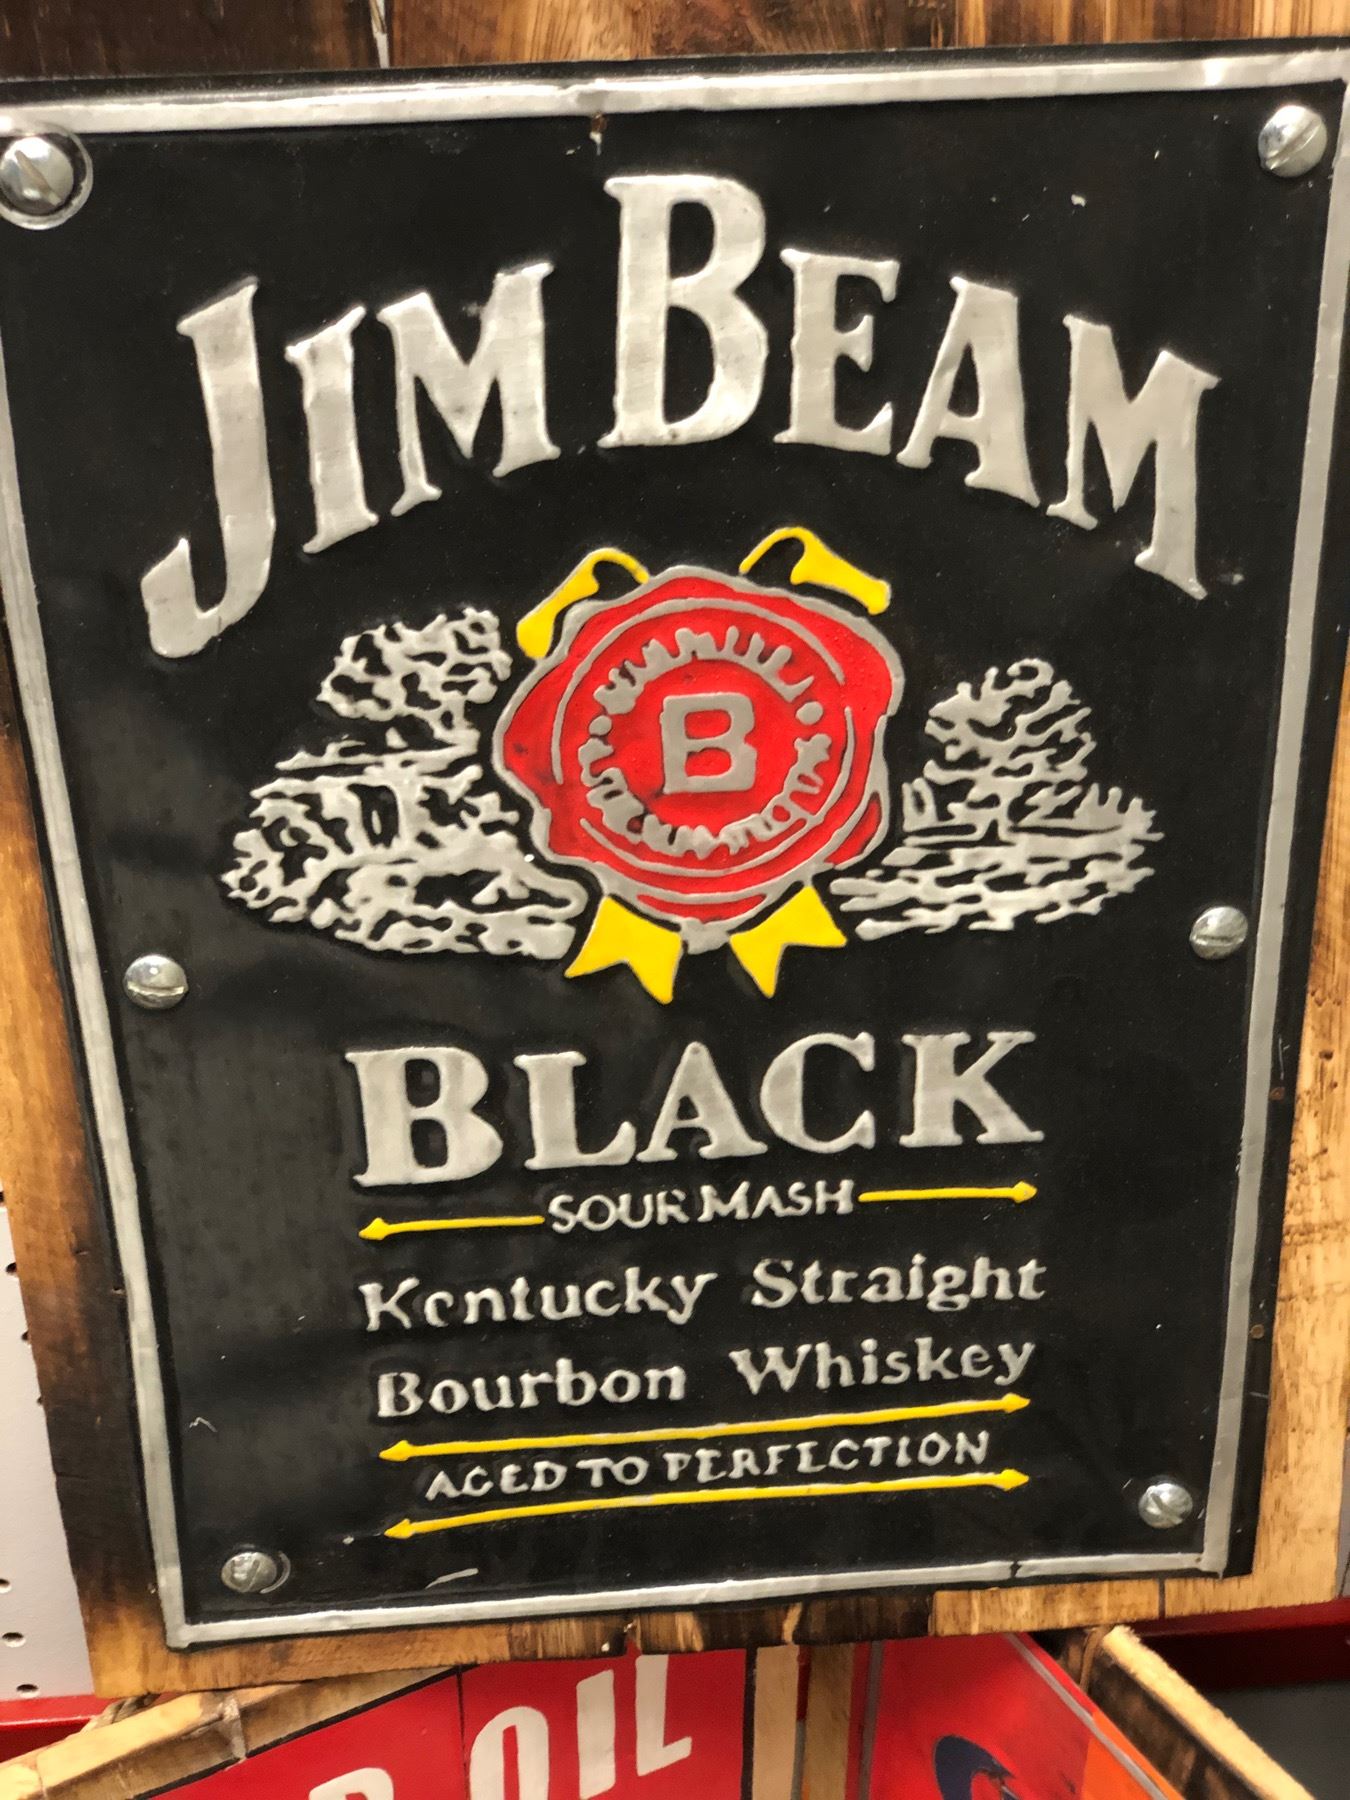 JIM BEAM
B
BLACK
SOUR MASH
Kentucky Straight
Bourbon Whiskey
AGED TO PERFECTION
OIL